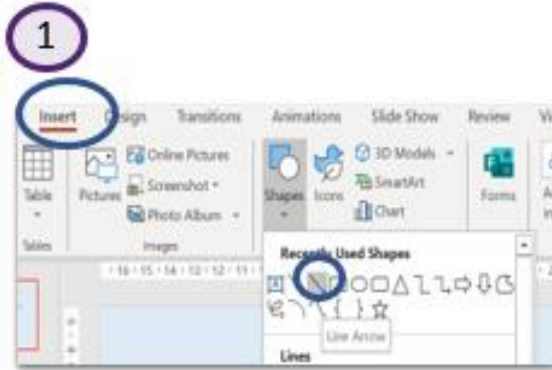 1
Insert Design Transitions Animations Slide Show Review
Table Pictures Online Pictures Screenshot Photo Album
Shapes Icons 3D Models SmartArt Chart Forms
Tables Images
Recently Used Shapes
Line Arrow
Lines